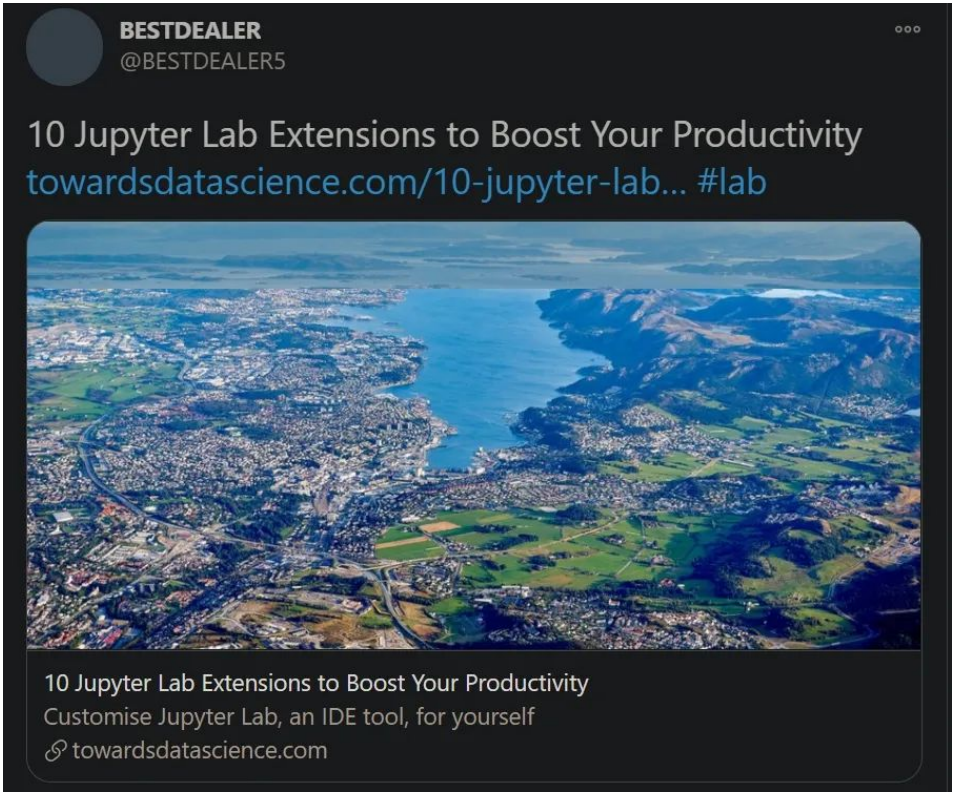 BESTDEALER
@BESTDEALER5
10 Jupyter Lab Extensions to Boost Your Productivity
towardsdatascience.com/10-jupyter-lab... #lab
10 Jupyter Lab Extensions to Boost Your Productivity
Customise Jupyter Lab, an IDE tool, for yourself
towardsdatascience.com